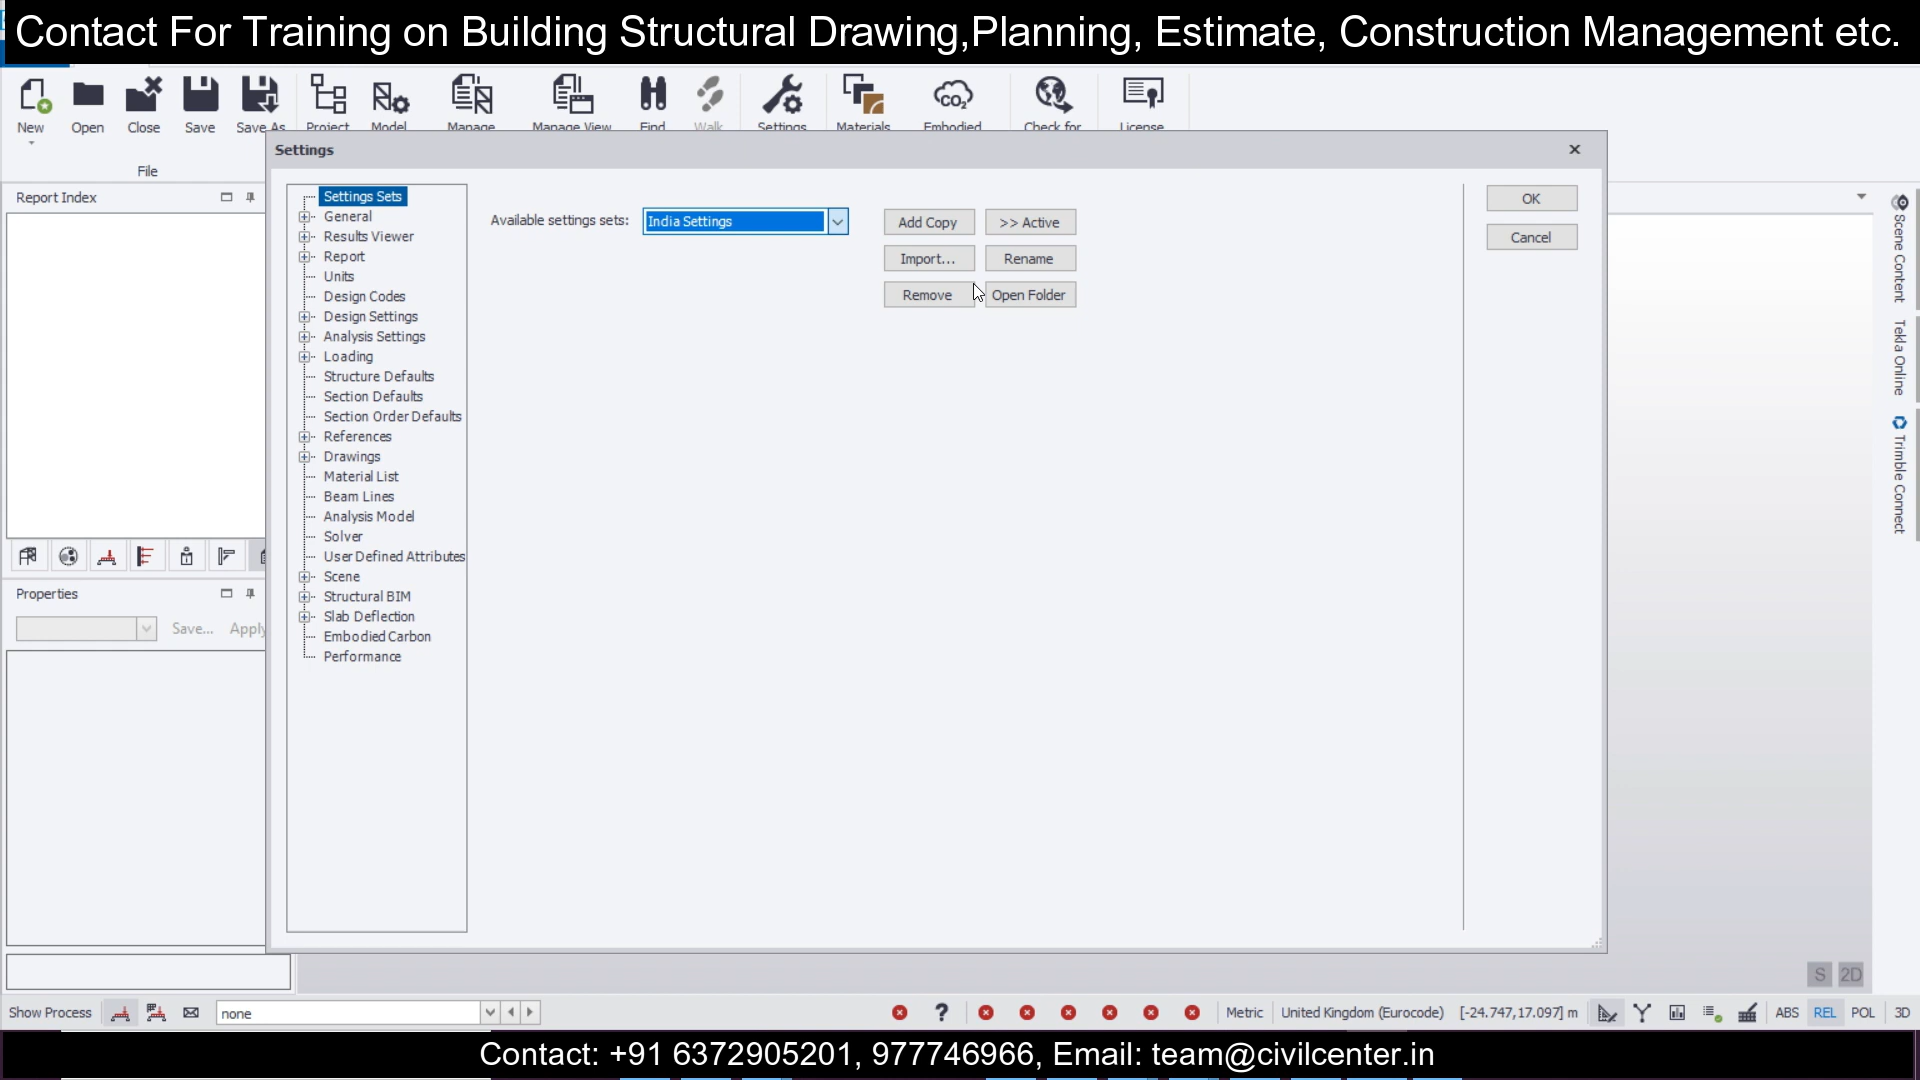 Contact For Training on Building Structural Drawing,Planning, Estimate, Construction Management etc.
New Open Close Save Save As Project Model Manage Manage View Find Walk Settings Materials Embodied Check for License
CO2
File
Settings
Report Index
Settings Sets
General
Results Viewer
Report
Units
Design Codes
Design Settings
Analysis Settings
Loading
Structure Defaults
Section Defaults
Section Order Defaults
References
Drawings
Material List
Beam Lines
Analysis Model
Solver
User Defined Attributes
Scene
Structural BIM
Slab Deflection
Embodied Carbon
Performance
Available settings sets: India Settings
Add Copy >> Active
Import... Rename
Remove Open Folder
OK
Cancel
Scene Content
Tekla Online
Trimble Connect
Properties
Save... Apply
S 2D
Show Process none Metric United Kingdom (Eurocode) [-24.747,17.097] m ABS REL POL 3D
Contact: +91 6372905201, 977746966, Email: team@civilcenter.in